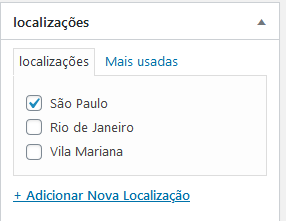 localizações
localizações Mais usadas
São Paulo
Rio de Janeiro
Vila Mariana
+ Adicionar Nova Localização